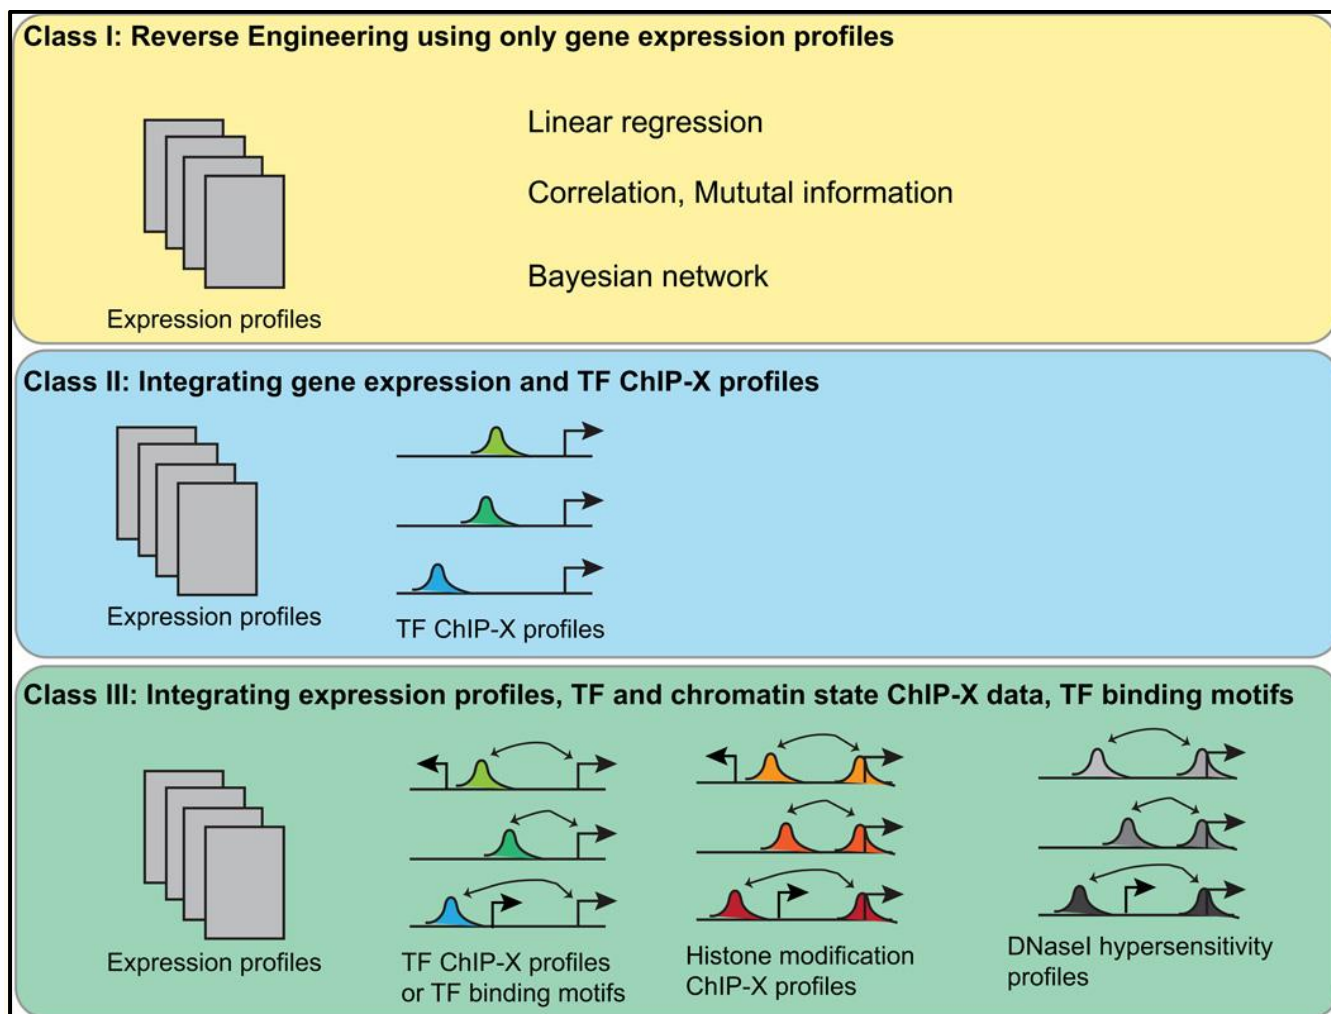 Class I: Reverse Engineering using only gene expression profiles
Linear regression
Correlation, Mututal information
Bayesian network
Expression profiles
Class II: Integrating gene expression and TF ChIP-X profiles
Expression profiles
TF ChIP-X profiles
Class III: Integrating expression profiles, TF and chromatin state ChIP-X data, TF binding motifs
Expression profiles
TF ChIP-X profiles
or TF binding motifs
Histone modification
ChIP-X profiles
DNaseI hypersensitivity
profiles